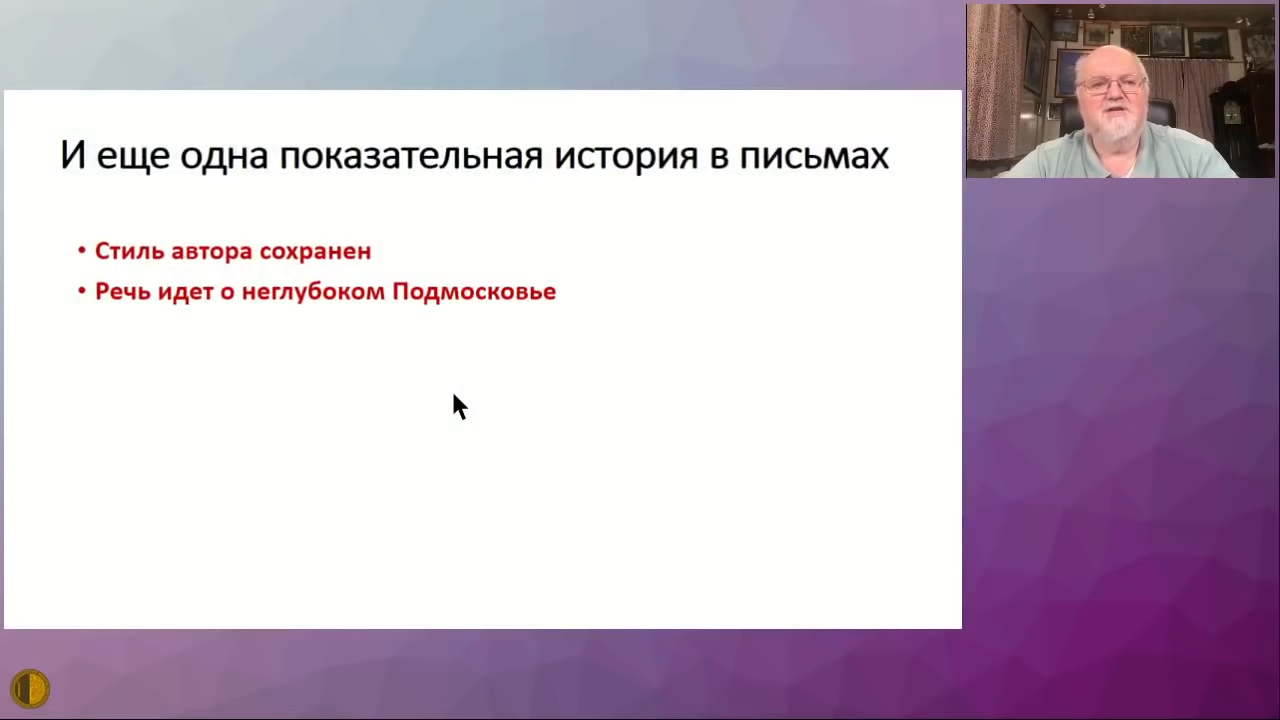 И еще одна показательная история в письмах
• Стиль автора сохранен
• Речь идет о неглубоком Подмосковье